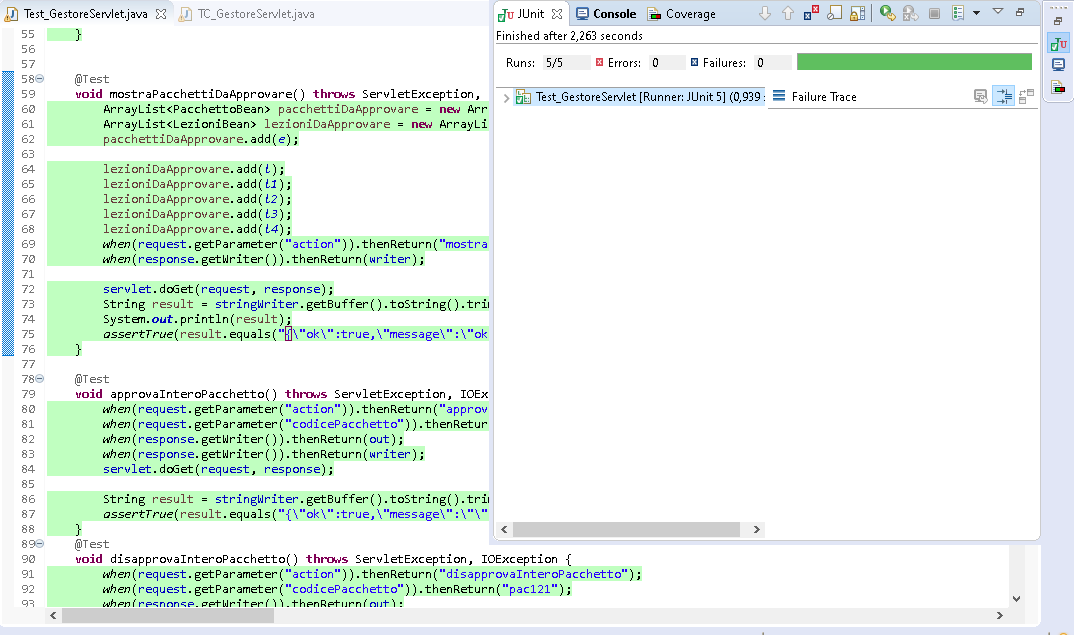 Test_GestoreServlet.java
TC_GestoreServlet.java
55 }
56
57
58 @Test
59 void mostraPacchettiDaApprovare() throws ServletException,
60 ArrayList<PacchettoBean> pacchettiDaApprovare = new Arr
61 ArrayList<LezioniBean> lezioniDaApprovare = new ArrayLi
62 pacchettiDaApprovare.add(e);
63
64 lezioniDaApprovare.add(l);
65 lezioniDaApprovare.add(l1);
66 lezioniDaApprovare.add(l2);
67 lezioniDaApprovare.add(l3);
68 lezioniDaApprovare.add(l4);
69 when(request.getParameter("action")).thenReturn("mostra
70 when(response.getWriter()).thenReturn(writer);
71
72 servlet.doGet(request, response);
73 String result = stringWriter.getBuffer().toString().trim
74 System.out.println(result);
75 assertTrue(result.equals("{\"ok\":true,\"message\":\"ok
76 }
77
78 @Test
79 void approvaInteroPacchetto() throws ServletException, IOEx
80 when(request.getParameter("action")).thenReturn("approv
81 when(request.getParameter("codicePacchetto")).thenRetur
82 when(response.getWriter()).thenReturn(out);
83 when(response.getWriter()).thenReturn(writer);
84 servlet.doGet(request, response);
85
86 String result = stringWriter.getBuffer().toString().trim
87 assertTrue(result.equals("{\"ok\":true,\"message\":\"\"
88 }
89 @Test
90 void disapprovaInteroPacchetto() throws ServletException, IOException {
91 when(request.getParameter("action")).thenReturn("disapprovaInteroPacchetto");
92 when(request.getParameter("codicePacchetto")).thenReturn("pac121");
93 when(response.getWriter()).thenReturn(out);
JUnit Console Coverage
Finished after 2,263 seconds
Runs: 5/5 Errors: 0 Failures: 0
Test_GestoreServlet [Runner: JUnit 5] (0,939
Failure Trace